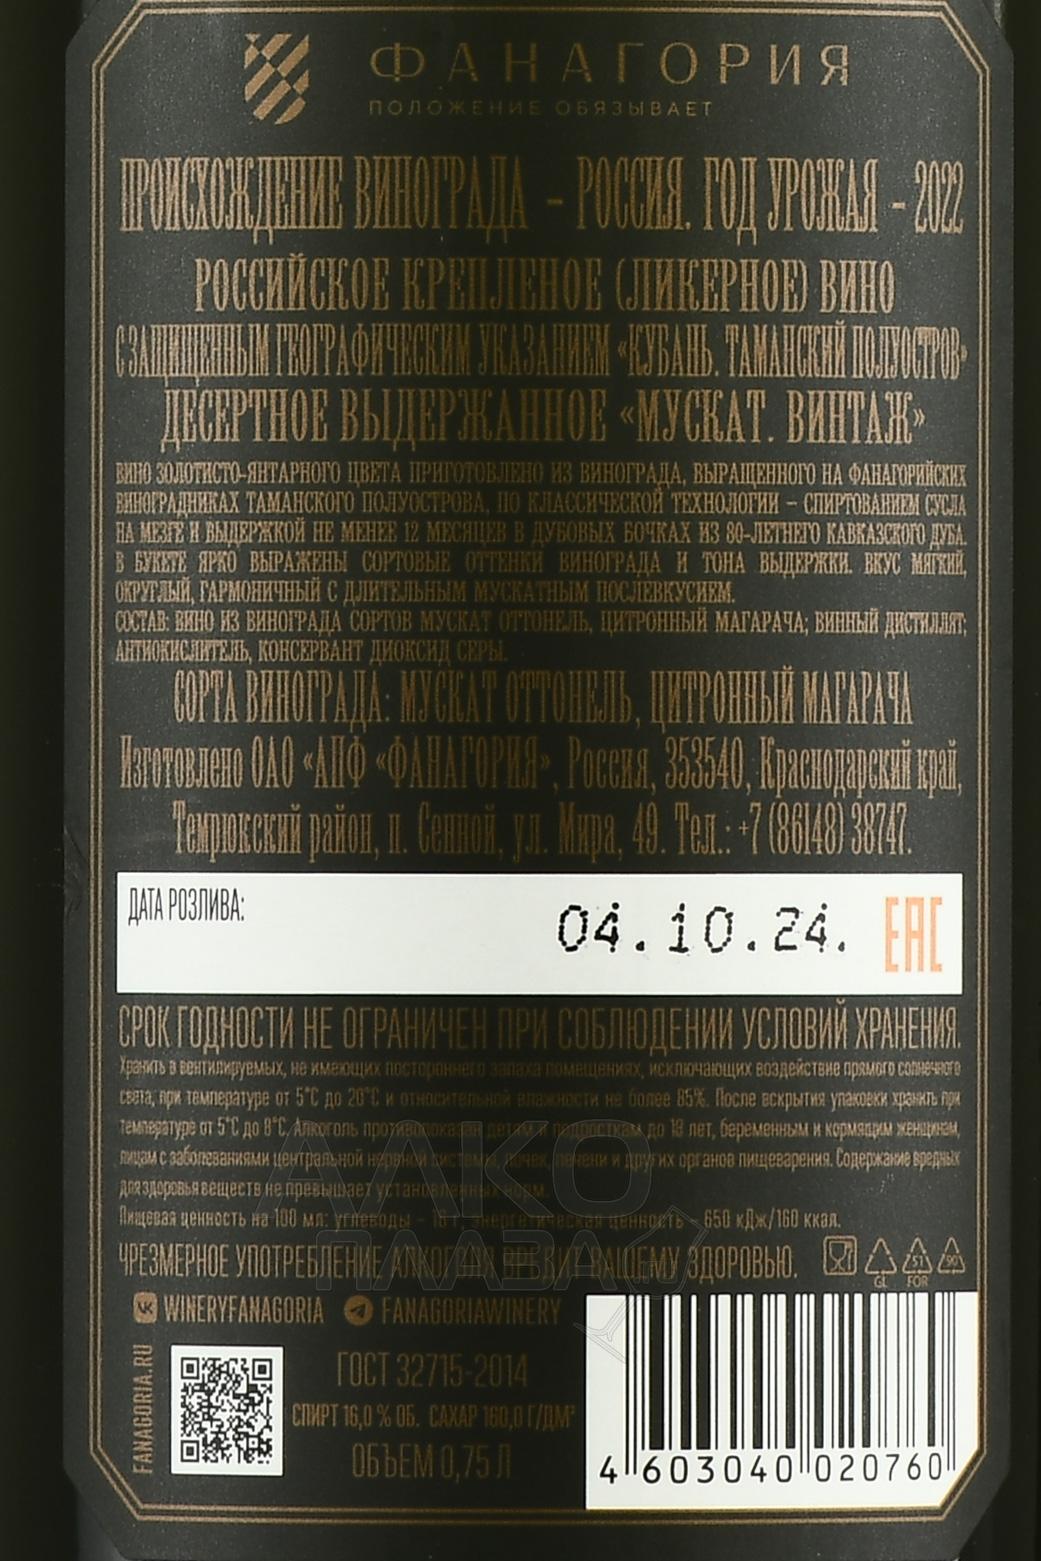 ФАНАГОРИЯ
ПОЛОЖЕНИЕ ОБЯЗЫВАЕТ
ПРОИСХОЖДЕНИЕ ВИНОГРАДА – РОССИЯ. ГОД УРОЖАЯ – 2022
РОССИЙСКОЕ КРЕПЛЕНОЕ (ЛИКЕРНОЕ) ВИНО
С ЗАЩИЩЕННЫМ ГЕОГРАФИЧЕСКИМ УКАЗАНИЕМ «КУБАНЬ. ТАМАНСКИЙ ПОЛУОСТРОВ»
ДЕСЕРТНОЕ ВЫДЕРЖАННОЕ «МУСКАТ. ВИНТАЖ»
ВИНО ЗОЛОТИСТО-ЯНТАРНОГО ЦВЕТА ПРИГОТОВЛЕНО ИЗ ВИНОГРАДА, ВЫРАЩЕННОГО НА ФАНАГОРИЙСКИХ
ВИНОГРАДНИКАХ ТАМАНСКОГО ПОЛУОСТРОВА, ПО КЛАССИЧЕСКОЙ ТЕХНОЛОГИИ – СПИРТОВАНИЕМ СУСЛА
НА МЕЗГЕ И ВЫДЕРЖКОЙ НЕ МЕНЕЕ 12 МЕСЯЦЕВ В ДУБОВЫХ БОЧКАХ ИЗ 80-ЛЕТНЕГО КАВКАЗСКОГО ДУБА.
В БУКЕТЕ ЯРКО ВЫРАЖЕНЫ СОРТОВЫЕ ОТТЕНКИ ВИНОГРАДА И ТОНА ВЫДЕРЖКИ. ВКУС МЯГКИЙ,
ОКРУГЛЫЙ, ГАРМОНИЧНЫЙ С ДЛИТЕЛЬНЫМ МУСКАТНЫМ ПОСЛЕВКУСИЕМ.
СОСТАВ: ВИНО ИЗ ВИНОГРАДА СОРТОВ МУСКАТ ОТТОНЕЛЬ, ЦИТРОННЫЙ МАГАРАЧА; ВИННЫЙ ДИСТИЛЛЯТ;
АНТИОКИСЛИТЕЛЬ, КОНСЕРВАНТ ДИОКСИД СЕРЫ.
СОРТА ВИНОГРАДА: МУСКАТ ОТТОНЕЛЬ, ЦИТРОННЫЙ МАГАРАЧА
Изготовлено ОАО «АПФ «ФАНАГОРИЯ», Россия, 353540, Краснодарский край,
Темрюкский район, п. Сенной, ул. Мира, 49. Тел.: +7 (86148) 38747.
ДАТА РОЗЛИВА:
04.10.24.
ЕАС
СРОК ГОДНОСТИ НЕ ОГРАНИЧЕН ПРИ СОБЛЮДЕНИИ УСЛОВИЙ ХРАНЕНИЯ.
Хранить в вентилируемых, не имеющих постороннего запаха помещениях, исключающих воздействие прямого солнечного
света, при температуре от 5°С до 20°С и относительной влажности не более 85%. После вскрытия упаковки хранить при
температуре от 5°С до 8°С. Алкоголь противопоказан детям и подросткам до 18 лет, беременным и кормящим женщинам,
лицам с заболеваниями центральной нервной системы, почек, печени и других органов пищеварения. Содержание вредных
для здоровья веществ не превышает установленных норм.
Пищевая ценность на 100 мл: углеводы – 16 г; энергетическая ценность – 650 кДж/160 ккал.
ЧРЕЗМЕРНОЕ УПОТРЕБЛЕНИЕ АЛКОГОЛЯ ВРЕДИТ ВАШЕМУ ЗДОРОВЬЮ.
GL
51
FOR
90
АЛКО
ПЛАЗА
WINERYFANAGORIA
FANAGORIAWINERY
FANAGORIA.RU
ГОСТ 32715-2014
СПИРТ 16,0 % ОБ. САХАР 160,0 Г/ДМ³
ОБЪЕМ 0,75 Л
4 603040 020760